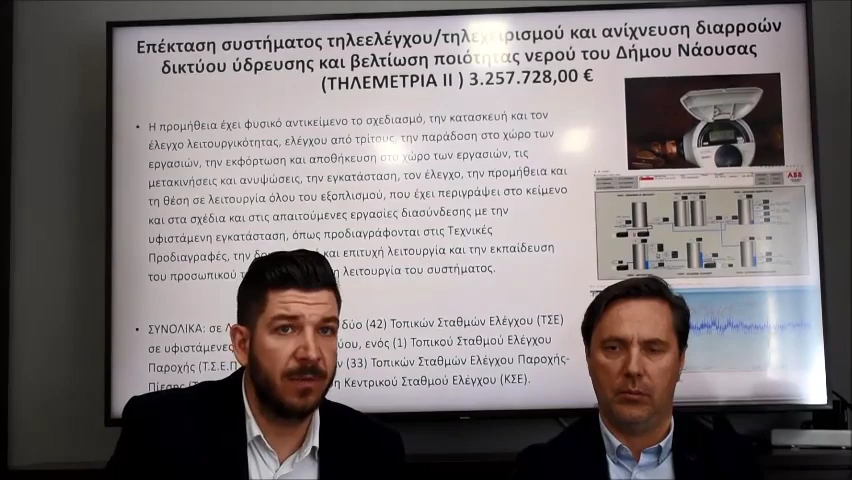 Επέκταση συστήματος τηλεελέγχου/τηλεχειρισμού και ανίχνευση διαρροών
δικτύου ύδρευσης και βελτίωση ποιότητας νερού του Δήμου Νάουσας
(ΤΗΛΕΜΕΤΡΙΑ ΙΙ ) 3.257.728,00 €
• Η προμήθεια έχει φυσικό αντικείμενο το σχεδιασμό, την κατασκευή και τον
έλεγχο λειτουργικότητας, ελέγχου από τρίτους, την παράδοση στο χώρο των
εργασιών, την εκφόρτωση και αποθήκευση στο χώρο των εργασιών, τις
μετακινήσεις και ανυψώσεις, την εγκατάσταση, τον έλεγχο, την προμήθεια και
τη θέση σε λειτουργία όλου του εξοπλισμού, που έχει περιγράψει στο κείμενο
και στα σχέδια και στις απαιτούμενες εργασίες διασύνδεσης με την
υφιστάμενη εγκατάσταση, όπως προδιαγράφονται στις Τεχνικές
Προδιαγραφές, την και επιτυχή λειτουργία και την εκπαίδευση
του προσωπικού λειτουργία του συστήματος.
• ΣΥΝΟΛΙΚΑ: σε δύο (42) Τοπικών Σταθμών Ελέγχου (ΤΣΕ)
σε υφιστάμενες ενός (1) Τοπικού Σταθμού Ελέγχου
Παροχής (33) Τοπικών Σταθμών Ελέγχου Παροχής-
Πίεσης Κεντρικού Σταθμού Ελέγχου (ΚΣΕ).
ABB